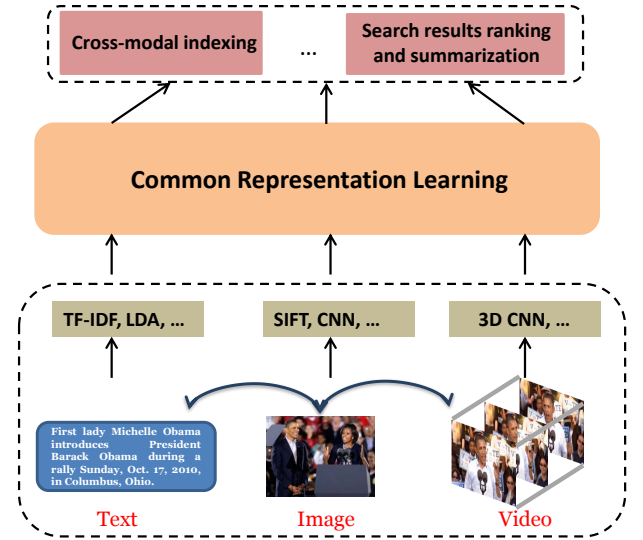 Cross-modal indexing
...
Search results ranking
and summarization
Common Representation Learning
TF-IDF, LDA, ...
SIFT, CNN, ...
3D CNN, ...
First lady Michelle Obama
introduces President
Barack Obama during a
rally Sunday, Oct. 17, 2010,
in Columbus, Ohio.
Text
Image
Video